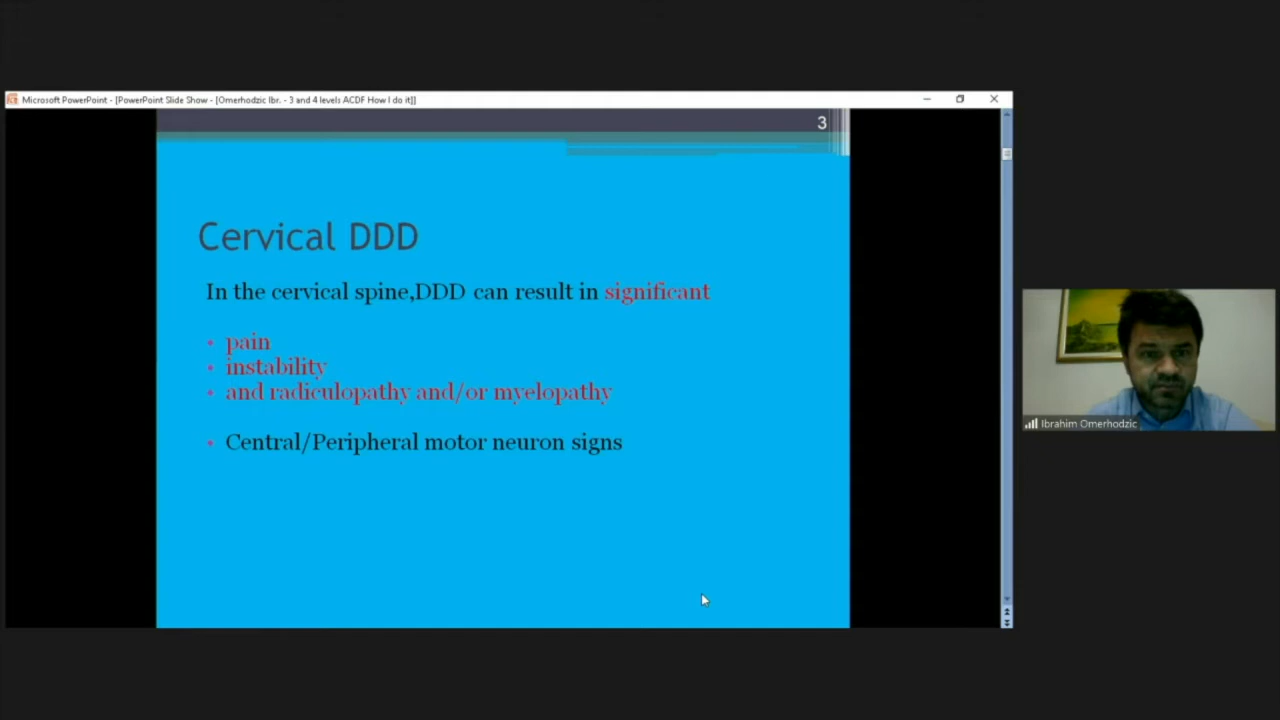 Microsoft PowerPoint - [PowerPoint Slide Show - [Omerhodzic Ibr. - 3 and 4 levels ACDF How I do it]]
3
Cervical DDD
In the cervical spine,DDD can result in significant
• pain
• instability
• and radiculopathy and/or myelopathy
• Central/Peripheral motor neuron signs
Ibrahim Omerhodzic